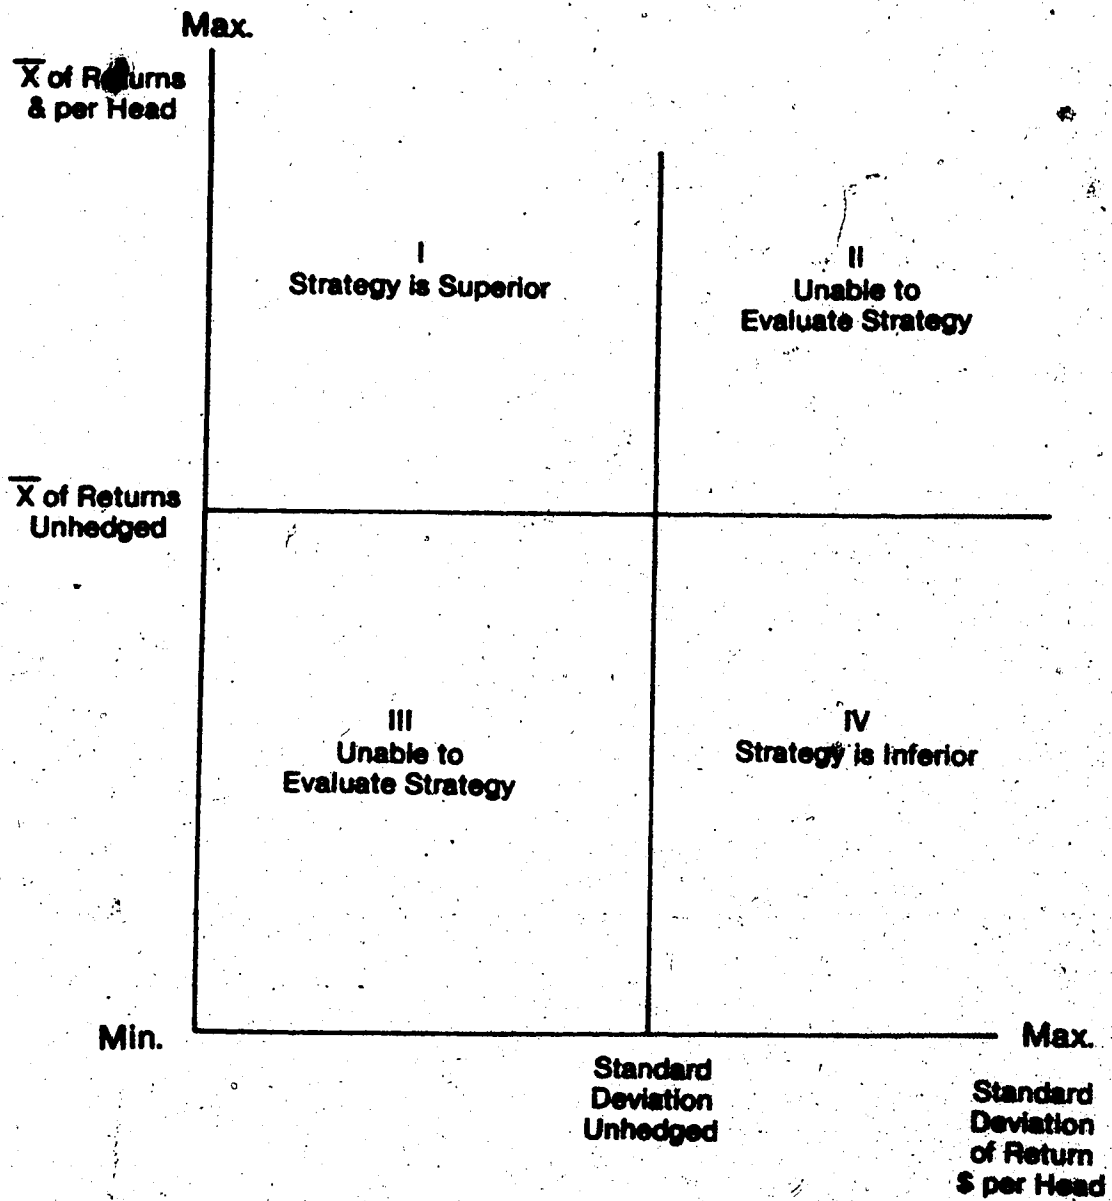 Max.
X̅ of Returns
& per Head
I
Strategy is Superior
II
Unable to
Evaluate Strategy
X̅ of Returns
Unhedged
III
Unable to
Evaluate Strategy
IV
Strategy is Inferior
Min.
Max.
Standard
Deviation
Unhedged
Standard
Deviation
of Return
$ per Head